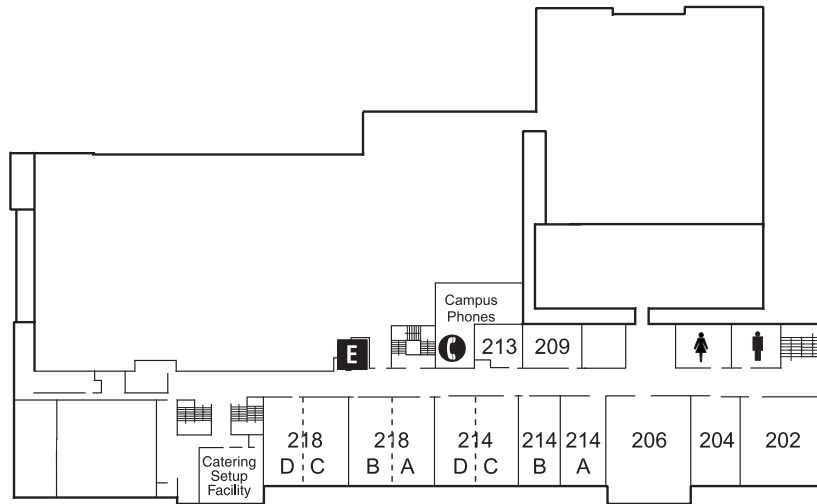 Campus
Phones
E
213
209
218
D C
218
B A
214
D C
214
B
214
A
206
204
202
Catering
Setup
Facility